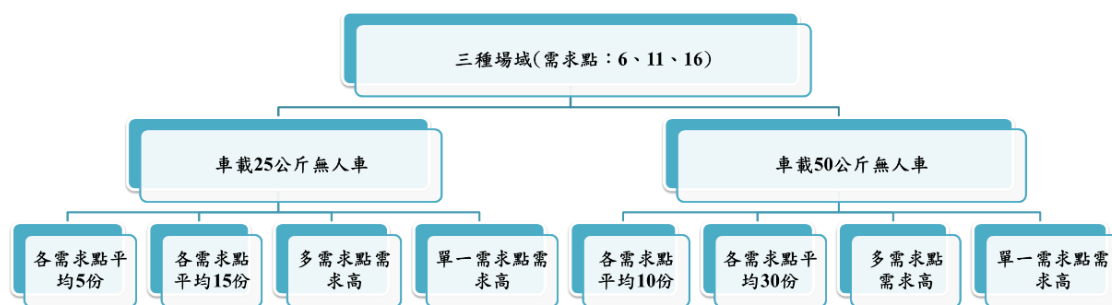 三種場域(需求點：6、11、16)
車載25公斤無人車
車載50公斤無人車
各需求點平
均5份
各需求點
平均15份
多需求點需
求高
單一需求點需
求高
各需求點
平均10份
各需求點平
均30份
多需求點
需求高
單一需求點需
求高